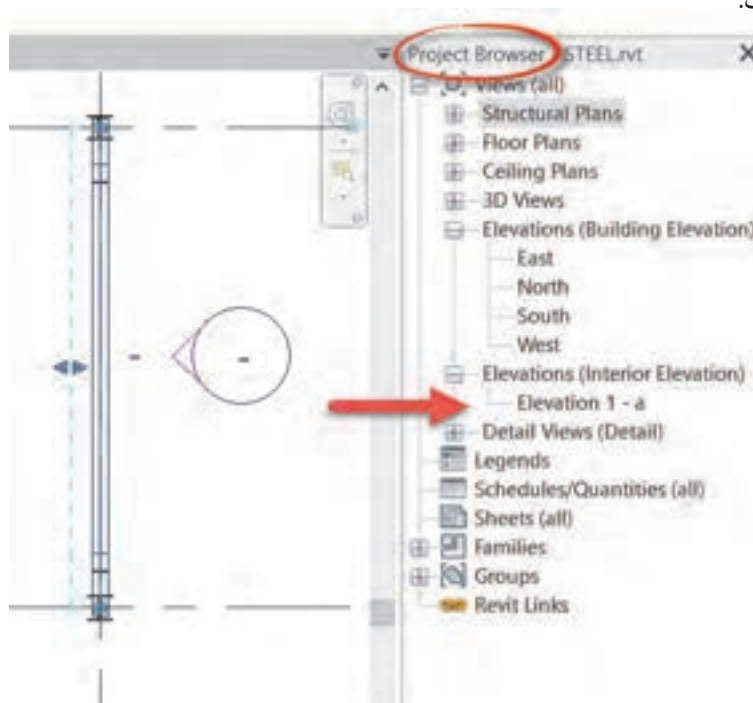 Project Browser STEEL.rvt
Views (all)
Structural Plans
Floor Plans
Ceiling Plans
3D Views
Elevations (Building Elevation)
East
North
South
West
Elevations (Interior Elevation)
Elevation 1 - a
Detail Views (Detail)
Legends
Schedules/Quantities (all)
Sheets (all)
Families
Groups
Revit Links